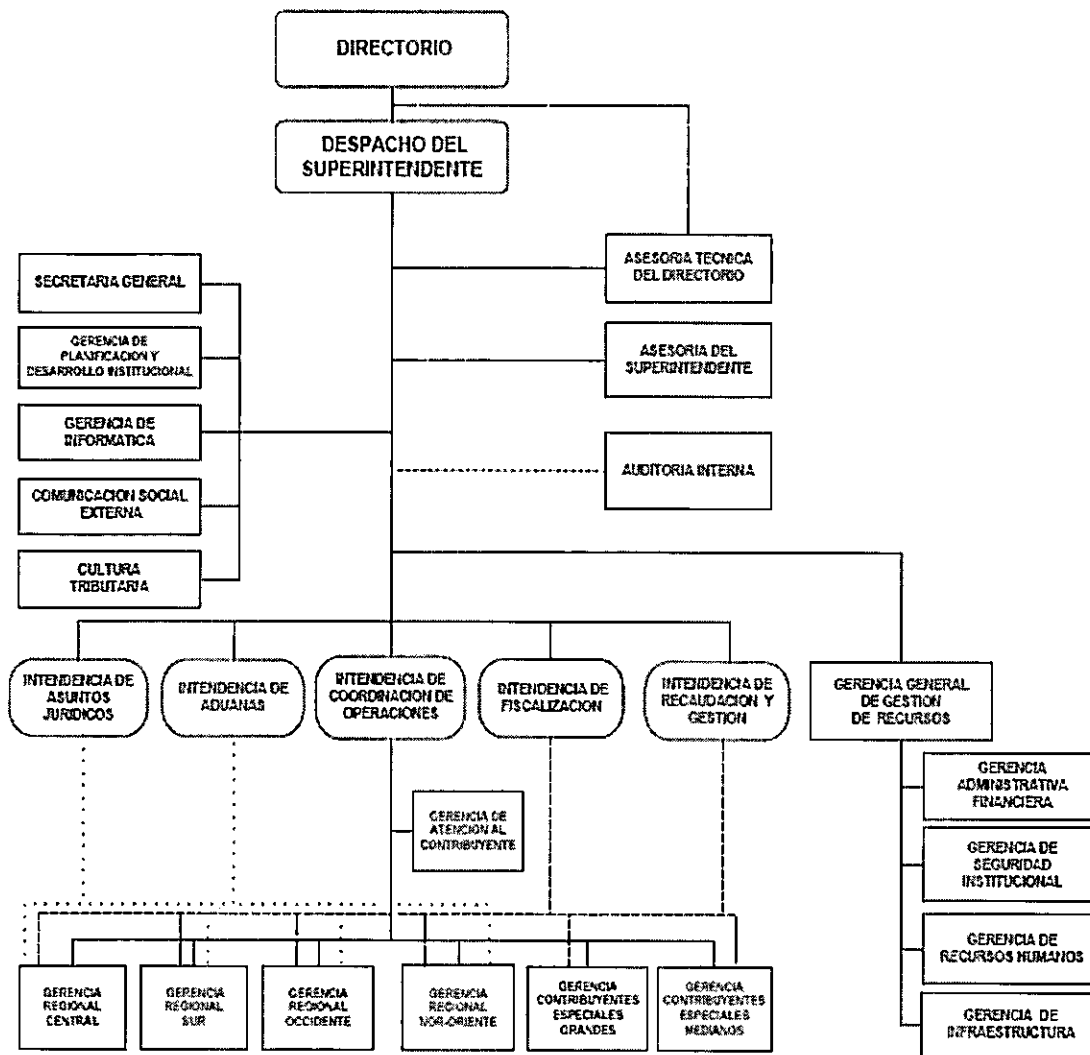 DIRECTORIO
DESPACHO DEL
SUPERINTENDENTE
ASESORIA TECNICA
DEL DIRECTORIO
SECRETARIA GENERAL
GERENCIA DE
PLANIFICACION Y
DESARROLLO INSTITUCIONAL
ASESORIA DEL
SUPERINTENDENTE
GERENCIA DE
INFORMATICA
AUDITORIA INTERNA
COMUNICACION SOCIAL
EXTERNA
CULTURA
TRIBUTARIA
INTENDENCIA DE
ASUNTOS
JURIDICOS
INTENDENCIA DE
ADUANAS
INTENDENCIA DE
COORDINACION DE
OPERACIONES
INTENDENCIA DE
FISCALIZACION
INTENDENCIA DE
RECAUDACION Y
GESTION
GERENCIA GENERAL
DE GESTION
DE RECURSOS
GERENCIA
ADMINISTRATIVA
FINANCIERA
GERENCIA DE
ATENCION AL
CONTRIBUYENTE
GERENCIA DE
SEGURIDAD
INSTITUCIONAL
GERENCIA DE
RECURSOS HUMANOS
GERENCIA
REGIONAL
CENTRAL
GERENCIA
REGIONAL
SUR
GERENCIA
REGIONAL
OCCIDENTE
GERENCIA
REGIONAL
NOR-ORIENTE
GERENCIA
CONTRIBUYENTES
ESPECIALES
GRANDES
GERENCIA
CONTRIBUYENTES
ESPECIALES
MEDIANOS
GERENCIA DE
INFRAESTRUCTURA